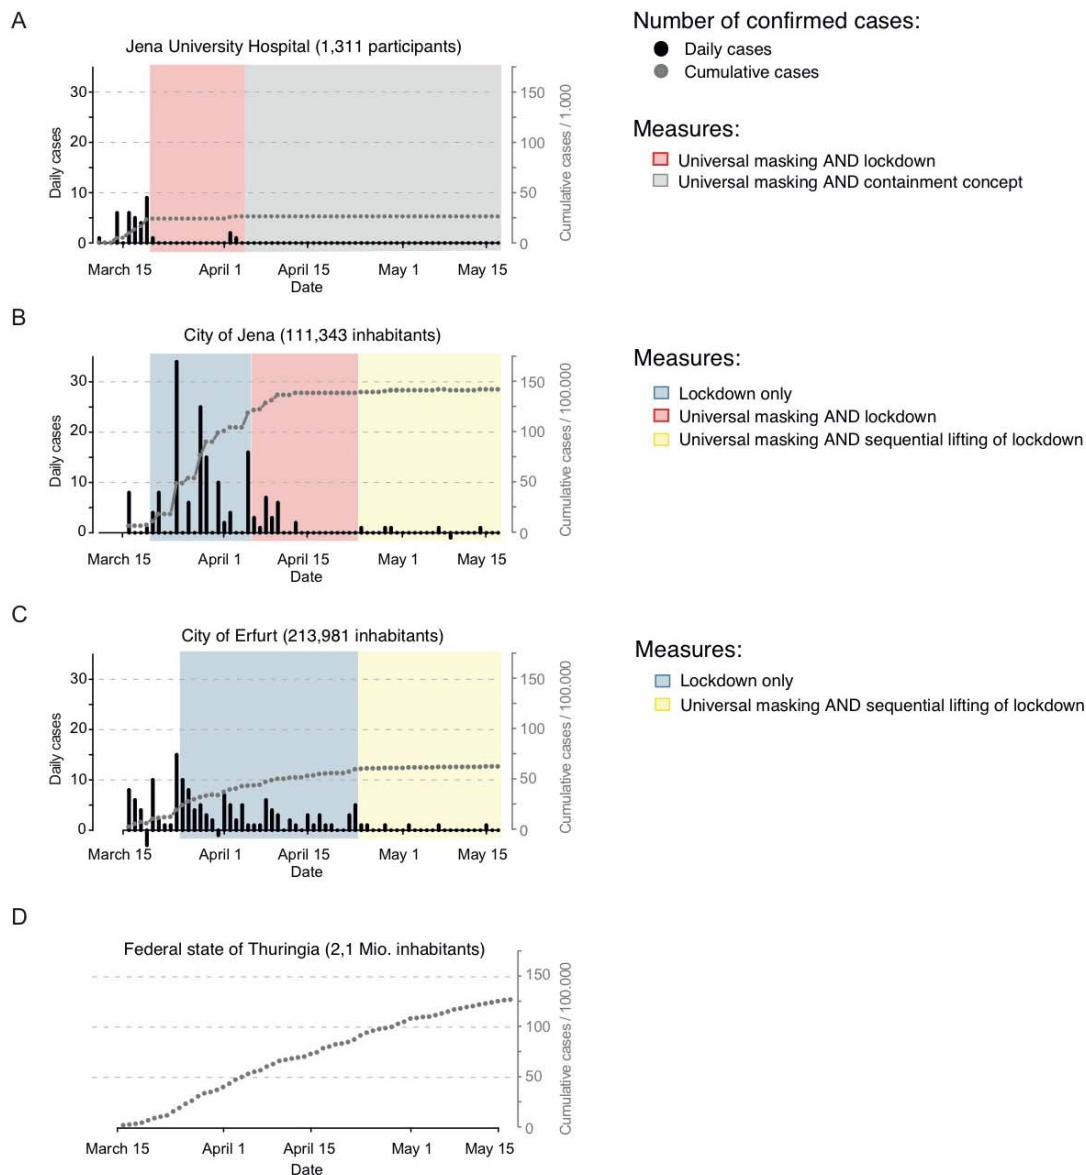 A
Jena University Hospital (1,311 participants)
Daily cases
30
20
10
0
150
100
50
0
Cumulative cases / 1.000
March 15
April 1
April 15
May 1
May 15
Date
Number of confirmed cases:
Daily cases
Cumulative cases
Measures:
Universal masking AND lockdown
Universal masking AND containment concept
B
City of Jena (111,343 inhabitants)
Daily cases
30
20
10
0
150
100
50
0
Cumulative cases / 100.000
March 15
April 1
April 15
May 1
May 15
Date
Measures:
Lockdown only
Universal masking AND lockdown
Universal masking AND sequential lifting of lockdown
C
City of Erfurt (213,981 inhabitants)
Daily cases
30
20
10
0
150
100
50
0
Cumulative cases / 100.000
March 15
April 1
April 15
May 1
May 15
Date
Measures:
Lockdown only
Universal masking AND sequential lifting of lockdown
D
Federal state of Thuringia (2,1 Mio. inhabitants)
150
100
50
0
Cumulative cases / 100.000
March 15
April 1
April 15
May 1
May 15
Date